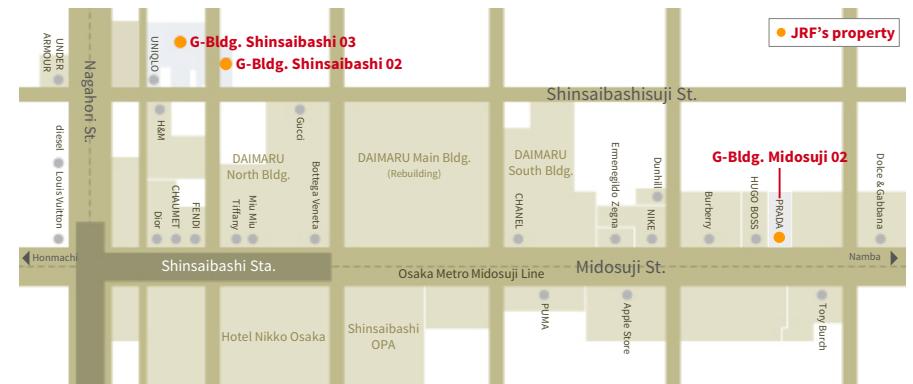 JRF's property
G-Bldg. Shinsaibashi 03
G-Bldg. Shinsaibashi 02
UNDER
ARMOUR
Nagahori St.
UNIQLO
Shinsaibashisuji St.
diesel
Louis Vuitton
H&M
Gucci
DAIMARU
North Bldg.
DAIMARU Main Bldg.
(Rebuilding)
DAIMARU
South Bldg.
G-Bldg. Midosuji 02
Dior
CHAUMET
FENDI
Tiffany
Miu Miu
Bottega Veneta
CHANEL
Ermenegildo Zegna
Dunhill
NIKE
Burberry
HUGO BOSS
PRADA
Dolce & Gabbana
Honmachi
Shinsaibashi Sta.
Osaka Metro Midosuji Line
Midosuji St.
Namba
Hotel Nikko Osaka
Shinsaibashi
OPA
PUMA
Apple Store
Tory Burch